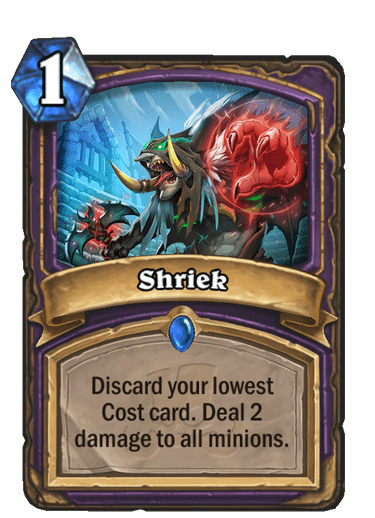 1
Shriek
Discard your lowest
Cost card. Deal 2
damage to all minions.